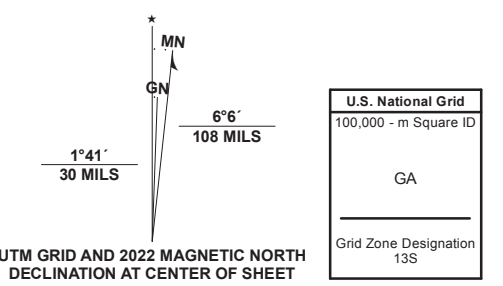 ★
MN
GN
6°6´
108 MILS
1°41´
30 MILS
UTM GRID AND 2022 MAGNETIC NORTH
DECLINATION AT CENTER OF SHEET
U.S. National Grid
100,000 - m Square ID
GA
Grid Zone Designation
13S